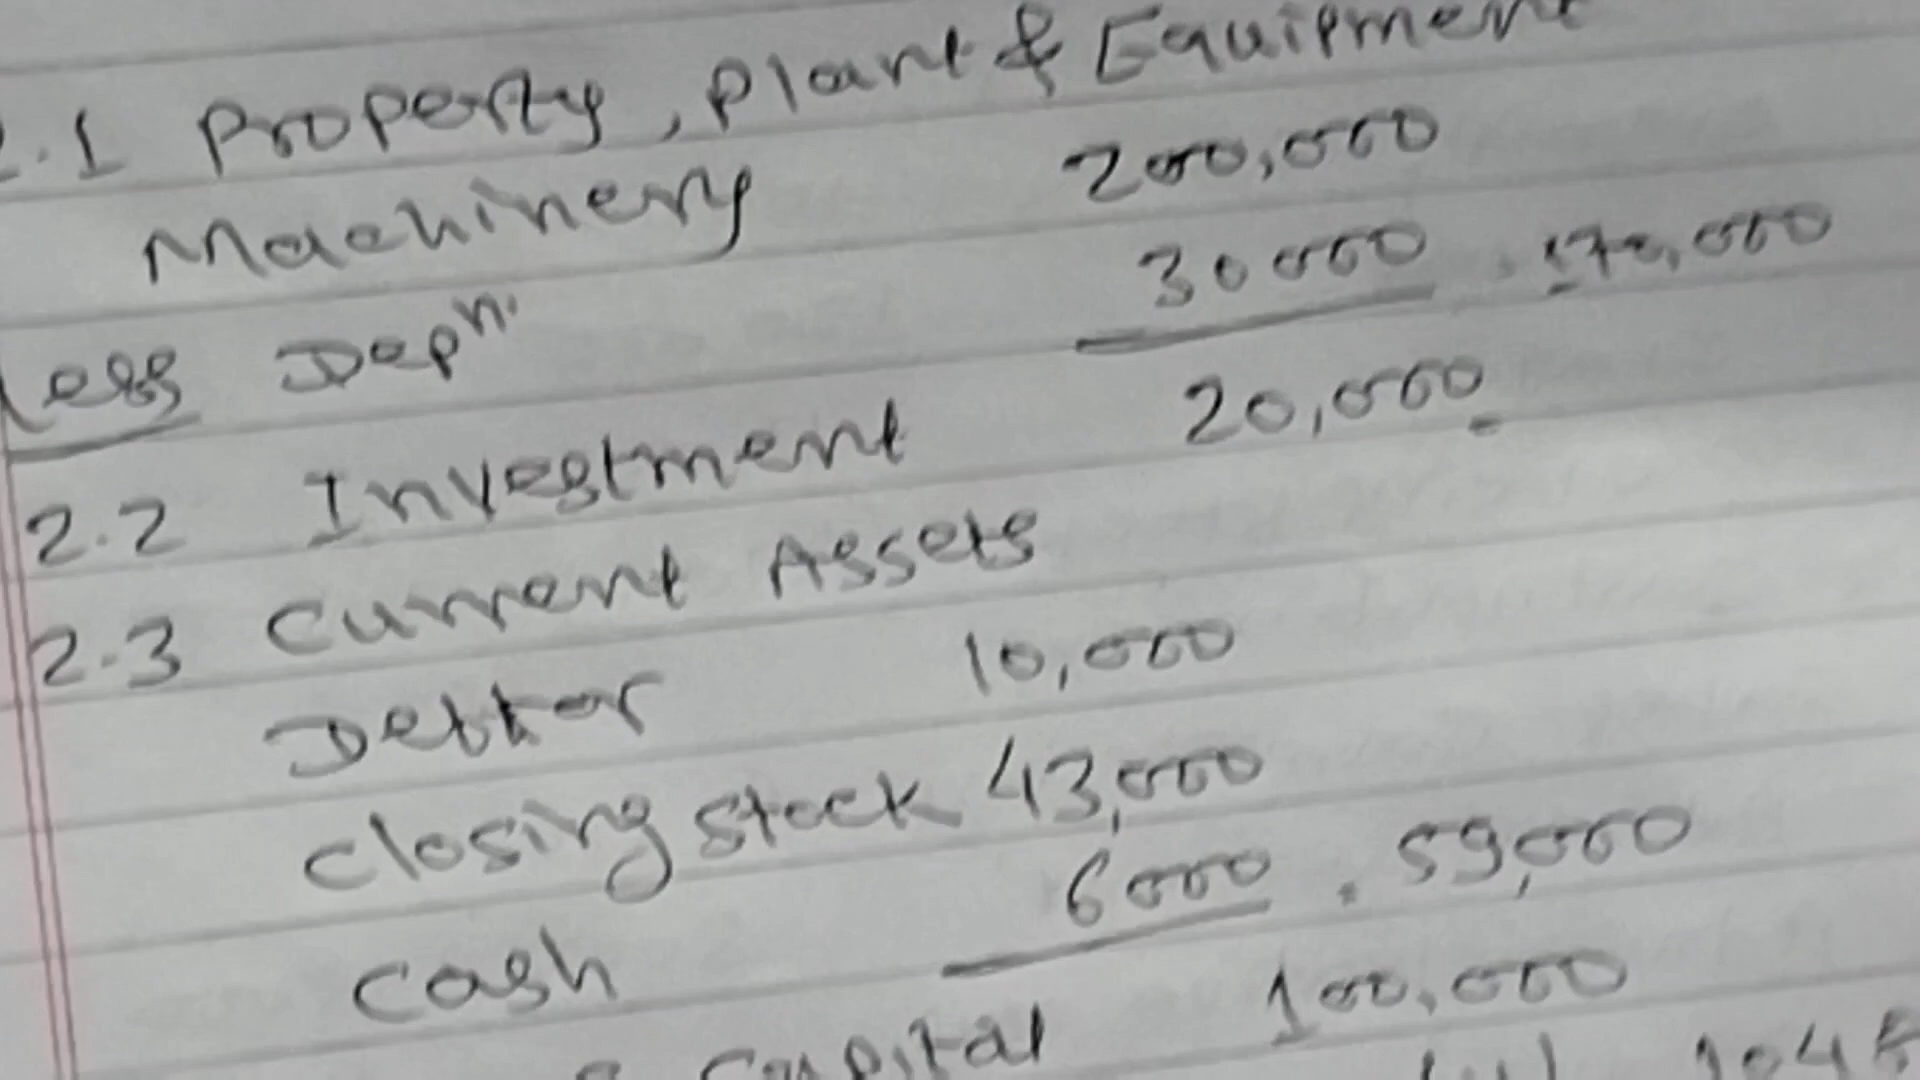 .1 Property, Plant & Equipment
Machinery 200,000
Less Depn. 30000 170,000
2.2 Investment 20,000
2.3 Current Assets
Debtor 10,000
Closing stock 43,000
Cash 6000 59,000
Capital 100,000